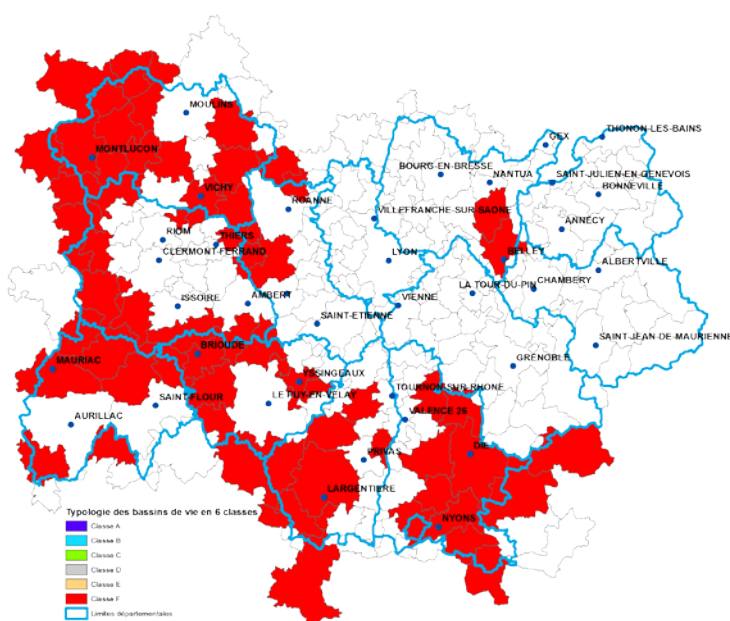 MOULINS
GEX
THONON-LES-BAINS
MONTLUCON
BOURG-EN-BRESSE
NANTUA
SAINT-JULIEN-EN-GENEVOIS
BONNEVILLE
VICHY
ROANNE
VILLEFRANCHE-SUR-SAONE
ANNECY
RIOM
THIERS
CLERMONT-FERRAND
LYON
BELLEY
ALBERTVILLE
CHAMBERY
LA TOUR-DU-PIN
ISSOIRE
AMBERT
VIENNE
SAINT-ETIENNE
SAINT-JEAN-DE-MAURIENNE
BRIOUDE
MAURIAC
GRENOBLE
YSSINGEAUX
TOURNON-SUR-RHONE
SAINT-FLOUR
LE PUY-EN-VELAY
AURILLAC
VALENCE 26
PRIVAS
DIE
LARGENTIERE
NYONS
Typologie des bassins de vie en 6 classes
Classe A
Classe B
Classe C
Classe D
Classe E
Classe F
Limites départementales